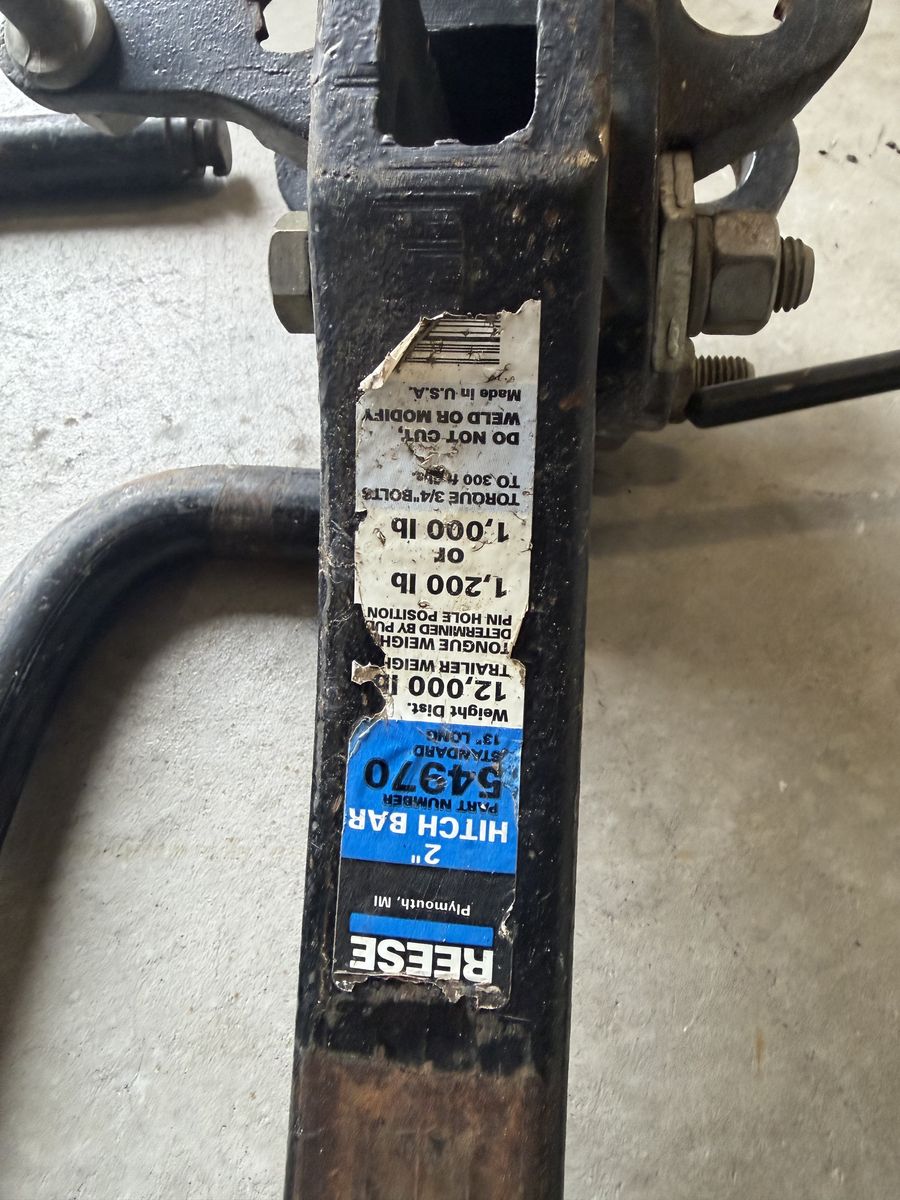 REESE
Plymouth, MI
2"
HITCH BAR
PART NUMBER
54970
STANDARD
13" LONG
Weight Dist.
12,000 l
TRAILER WEIGH
TONGUE WEIGH
DETERMINED BY
PIN HOLE POSITION
1,200 lb
or
1,000 lb
TORQUE 3/4"BOLTS
TO 300 ft.
DO NOT CUT,
WELD OR MODIFY
Made in U.S.A.